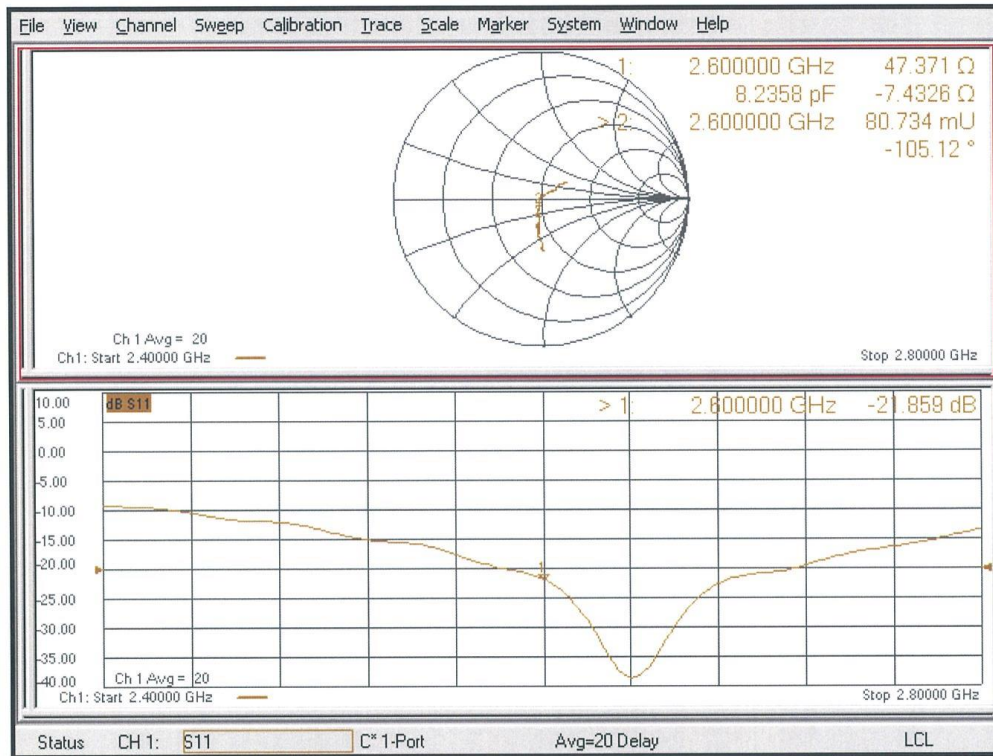 File View Channel Sweep Calibration Trace Scale Marker System Window Help
1: 2.600000 GHz 47.371 Ω
8.2358 pF -7.4326 Ω
> 2: 2.600000 GHz 80.734 mU
-105.12 °
Ch 1 Avg = 20
Ch1: Start 2.40000 GHz Stop 2.80000 GHz
10.00 dB S11 > 1: 2.600000 GHz -21.859 dB
5.00
0.00
-5.00
-10.00
-15.00
-20.00 1
-25.00
-30.00
-35.00
-40.00 Ch 1 Avg = 20
Ch1: Start 2.40000 GHz Stop 2.80000 GHz
Status CH 1: S11 C* 1-Port Avg=20 Delay LCL